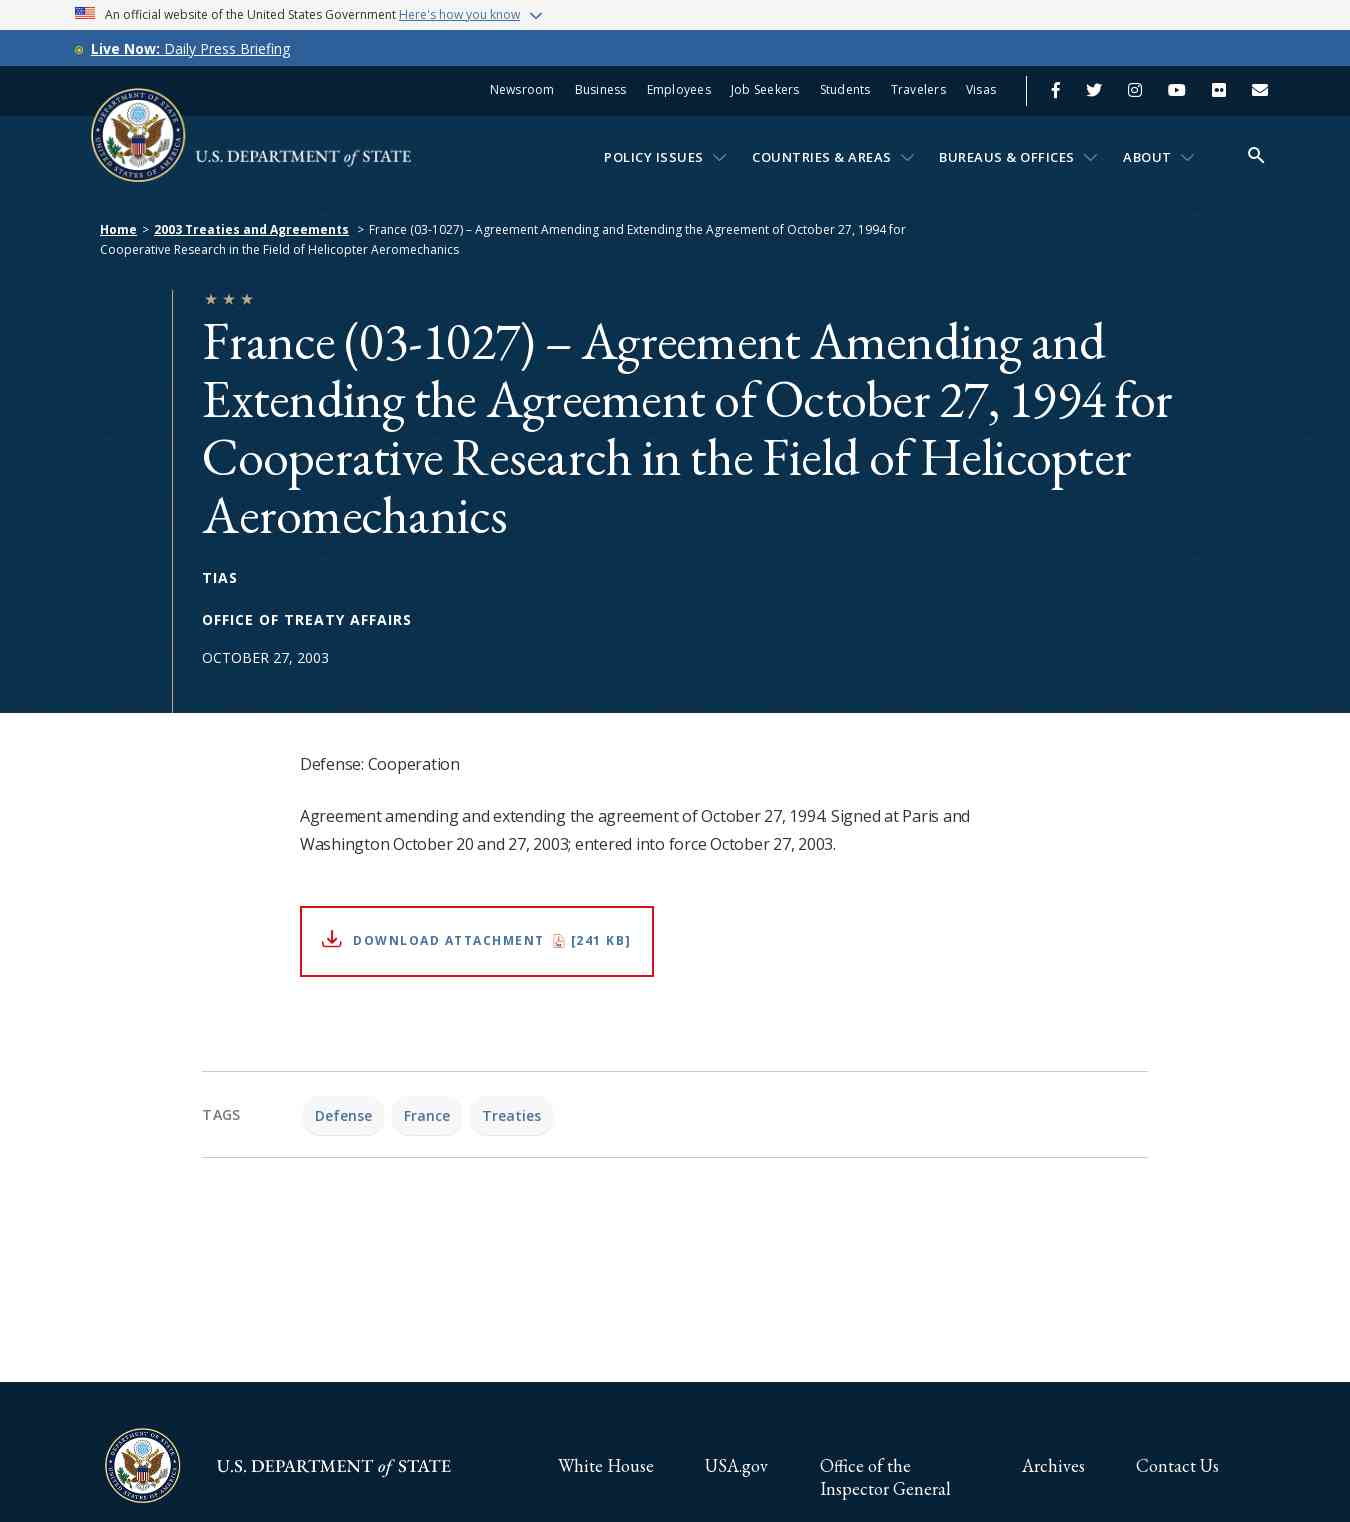 An official website of the United States Government Here's how you know
Live Now: Daily Press Briefing
Newsroom Business Employees Job Seekers Students Travelers Visas
U.S. DEPARTMENT of STATE
POLICY ISSUES COUNTRIES & AREAS BUREAUS & OFFICES ABOUT
Home > 2003 Treaties and Agreements > France (03-1027) – Agreement Amending and Extending the Agreement of October 27, 1994 for
Cooperative Research in the Field of Helicopter Aeromechanics
★ ★ ★
France (03-1027) – Agreement Amending and
Extending the Agreement of October 27, 1994 for
Cooperative Research in the Field of Helicopter
Aeromechanics
TIAS
OFFICE OF TREATY AFFAIRS
OCTOBER 27, 2003
Defense: Cooperation
Agreement amending and extending the agreement of October 27, 1994. Signed at Paris and
Washington October 20 and 27, 2003; entered into force October 27, 2003.
DOWNLOAD ATTACHMENT [241 KB]
TAGS Defense France Treaties
U.S. DEPARTMENT of STATE
White House USA.gov Office of the
Inspector General Archives Contact Us